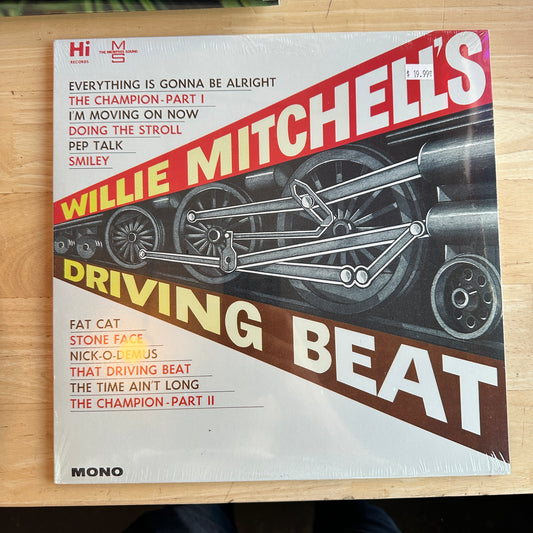 Hi
RECORDS
MS
THE MEMPHIS SOUND
$ 19.99
EVERYTHING IS GONNA BE ALRIGHT
THE CHAMPION-PART I
I'M MOVING ON NOW
DOING THE STROLL
PEP TALK
SMILEY
WILLIE MITCHELL'S
DRIVING BEAT
FAT CAT
STONE FACE
NICK-O-DEMUS
THAT DRIVING BEAT
THE TIME AIN'T LONG
THE CHAMPION-PART II
MONO